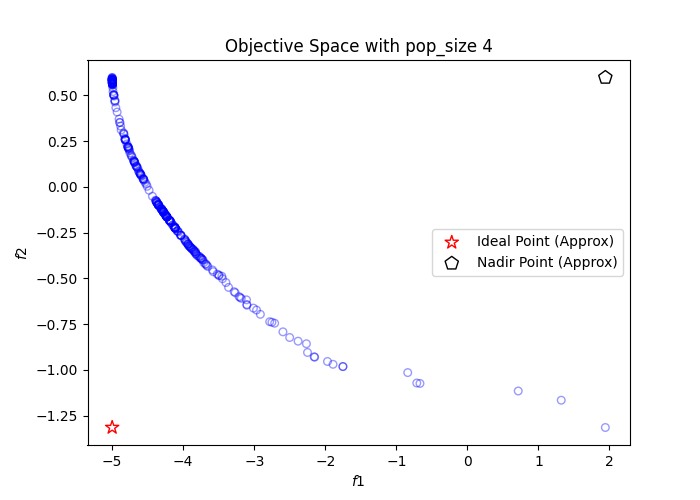 Objective Space with pop_size 4
f2
0.50
0.25
0.00
−0.25
−0.50
−0.75
−1.00
−1.25
Ideal Point (Approx)
Nadir Point (Approx)
−5 −4 −3 −2 −1 0 1 2
f1